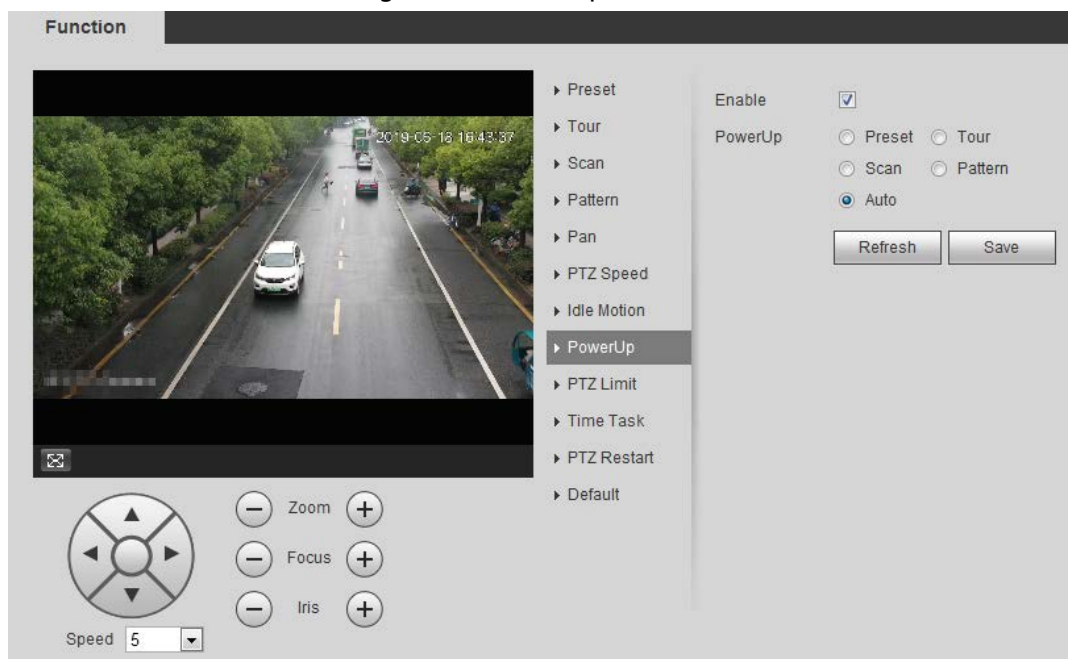 Function
2019-05-18 16:43:37
Preset
Tour
Scan
Pattern
Pan
PTZ Speed
Idle Motion
PowerUp
PTZ Limit
Time Task
PTZ Restart
Default
Enable
PowerUp
Preset Tour
Scan Pattern
Auto
Refresh Save
Zoom
Focus
Iris
Speed 5